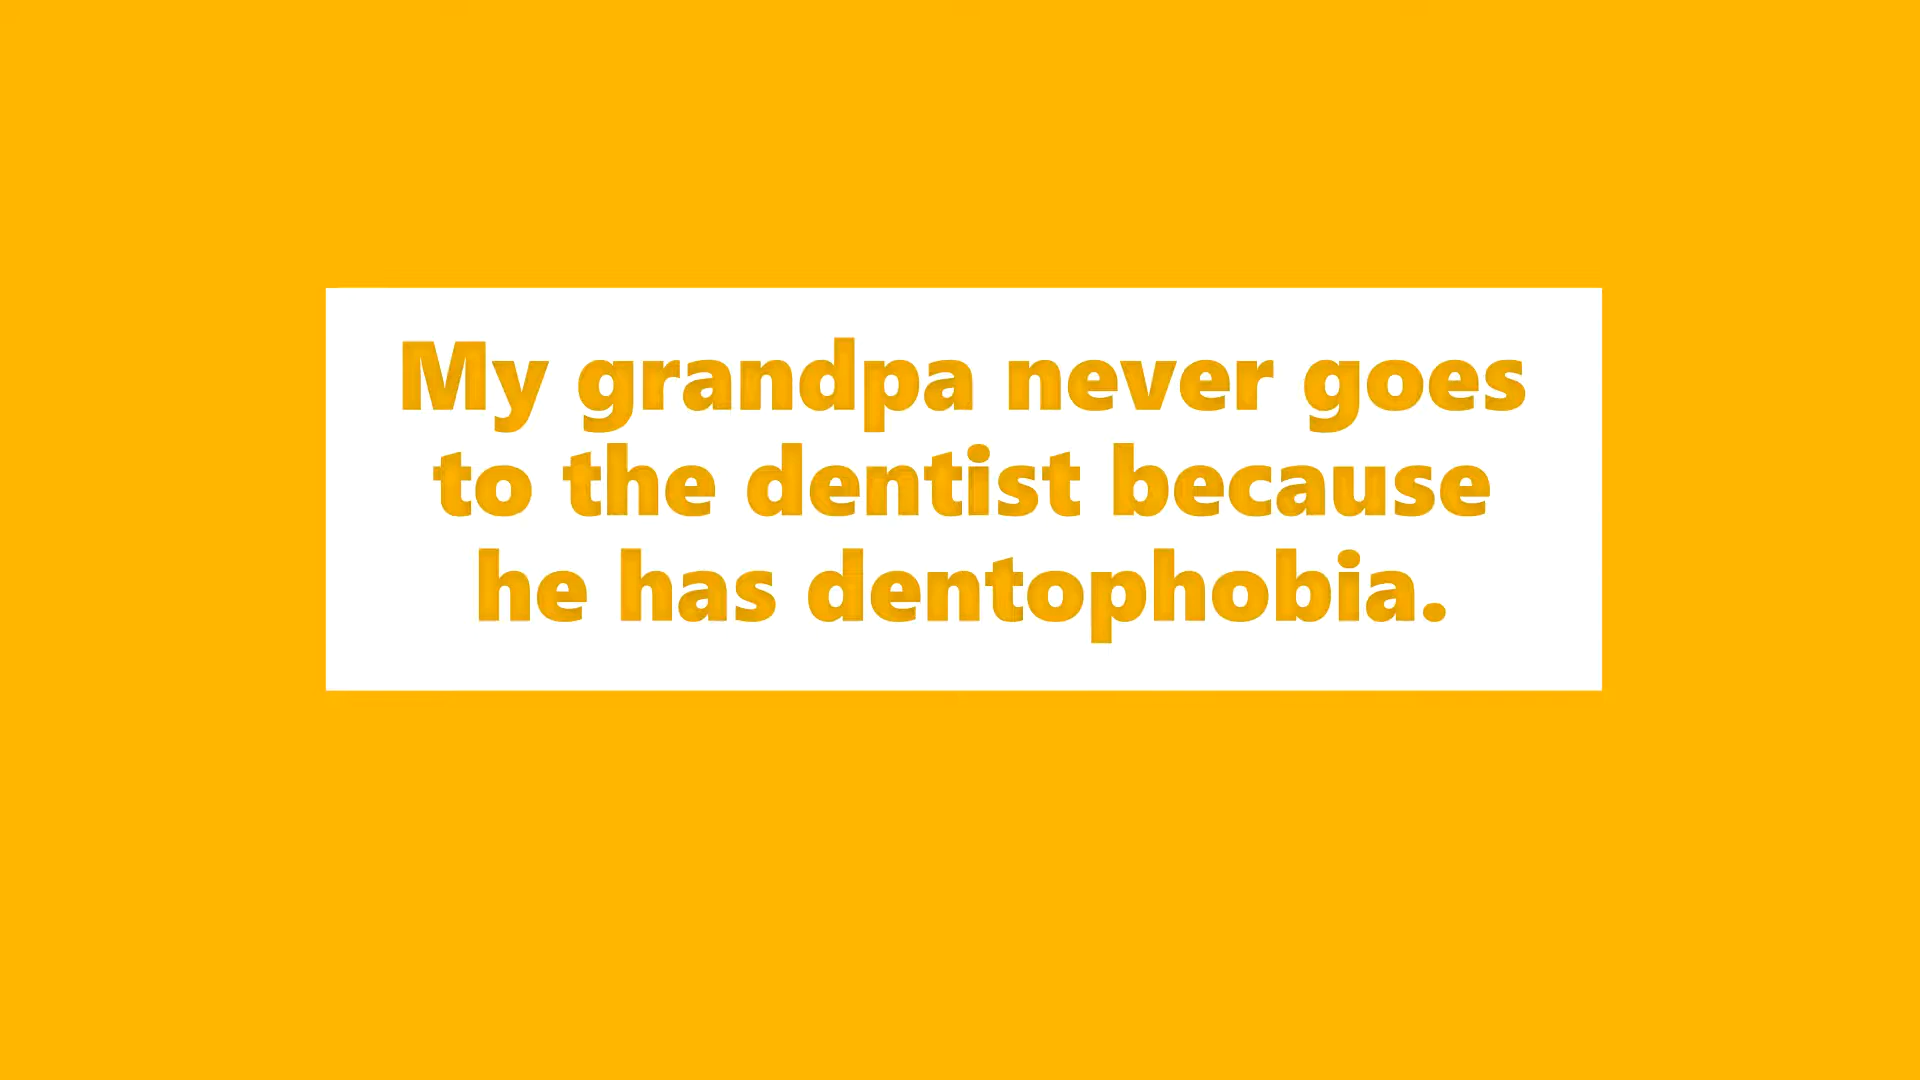 My grandpa never goes
to the dentist because
he has dentophobia.